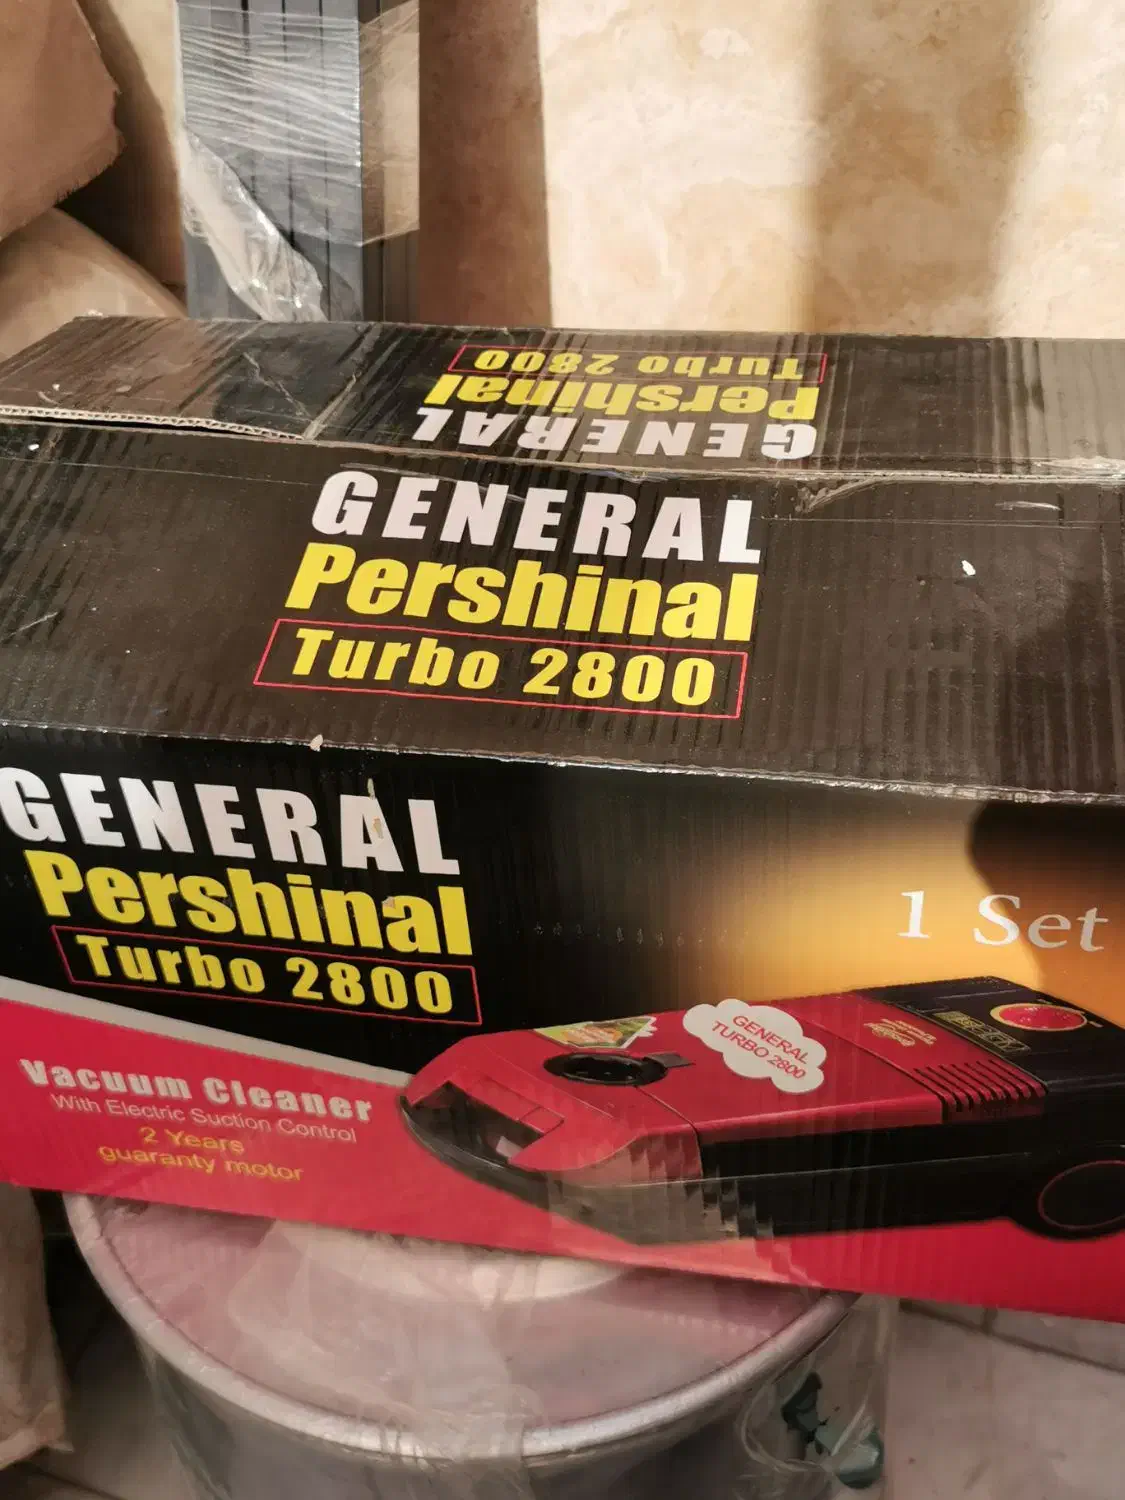 GENERAL
Pershinal
Turbo 2800
GENERAL
Pershinal
Turbo 2800
GENERAL
Pershinal
Turbo 2800
1 Set
GENERAL
TURBO 2800
Vacuum Cleaner
With Electric Suction Control
2 Years
guaranty motor